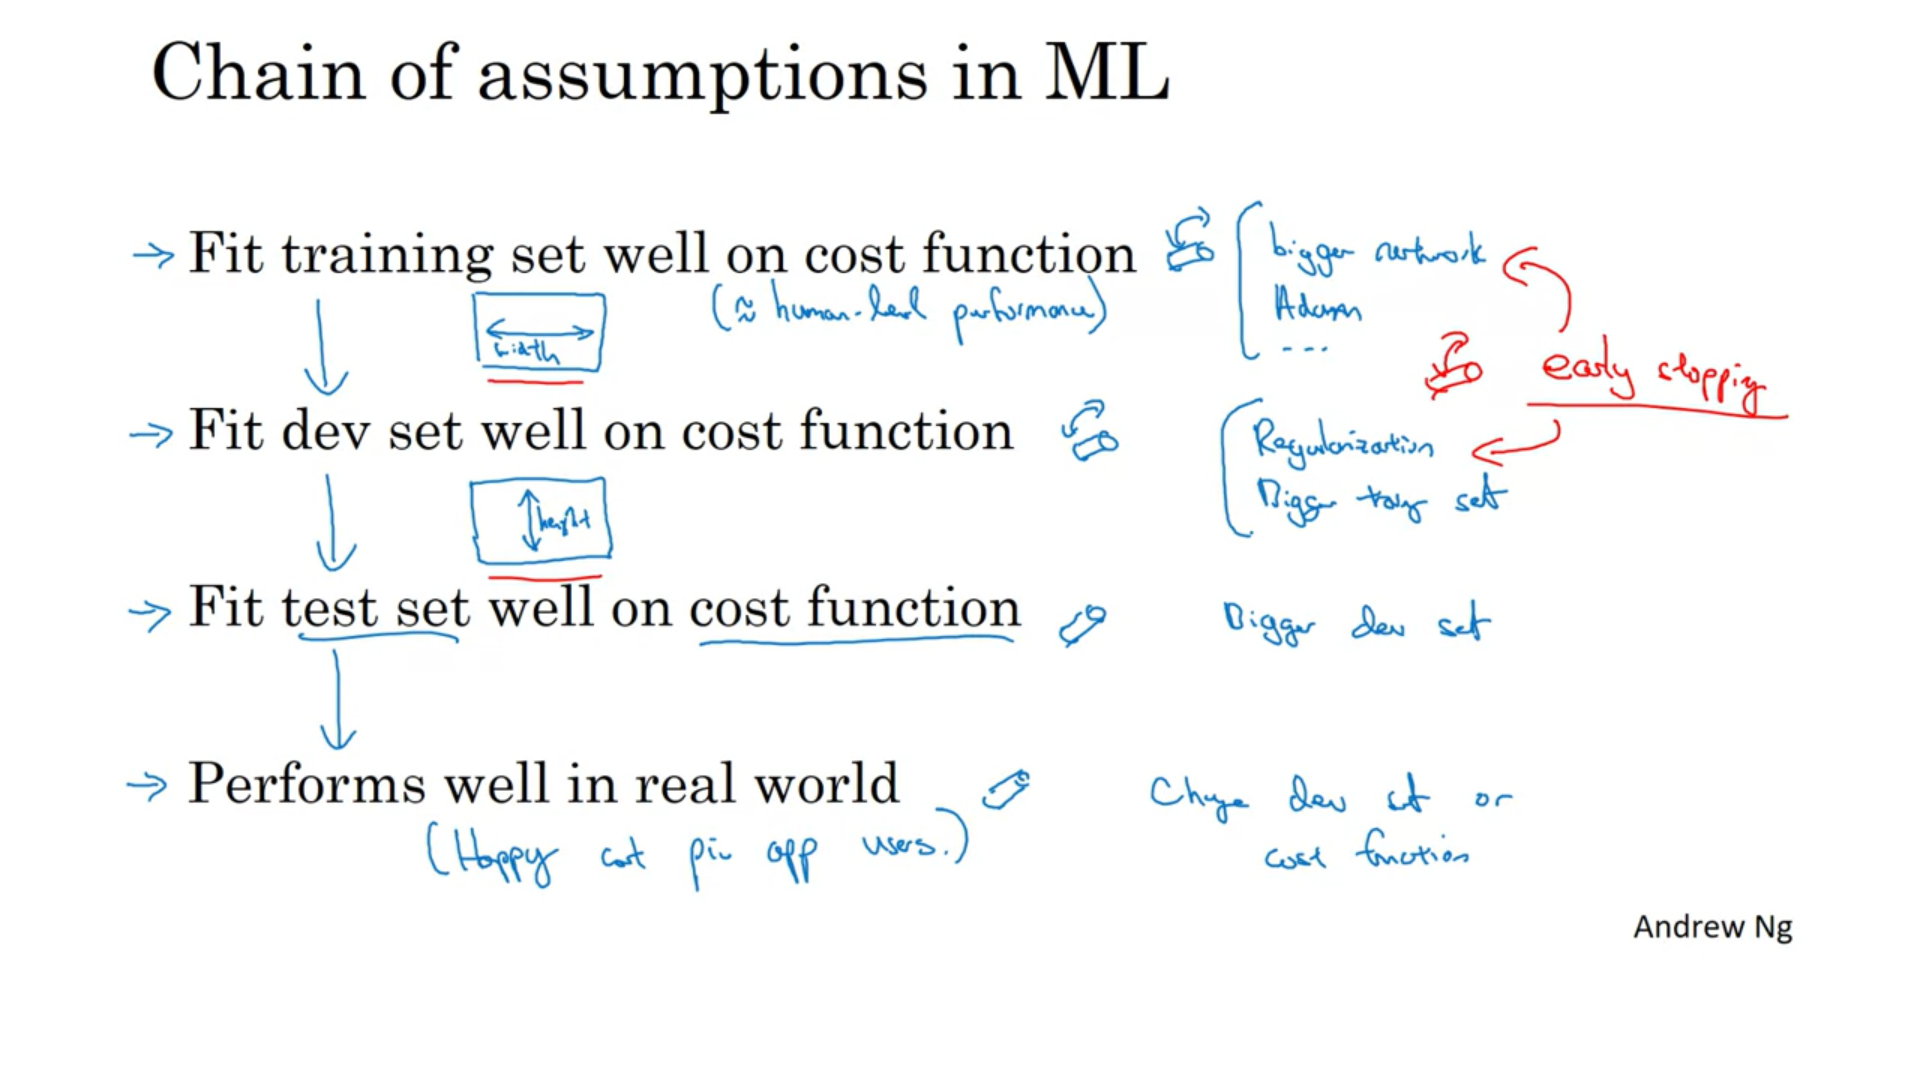 Chain of assumptions in ML
→ Fit training set well on cost function
(≈ human-level performance)
bigger network
Adam
...
width
early stopping
→ Fit dev set well on cost function
Regularization
Bigger
set
height
→ Fit test set well on cost function
Bigger dev set
→ Performs well in real world
(Happy cat pic app users.)
Change dev set or
cost function
Andrew Ng